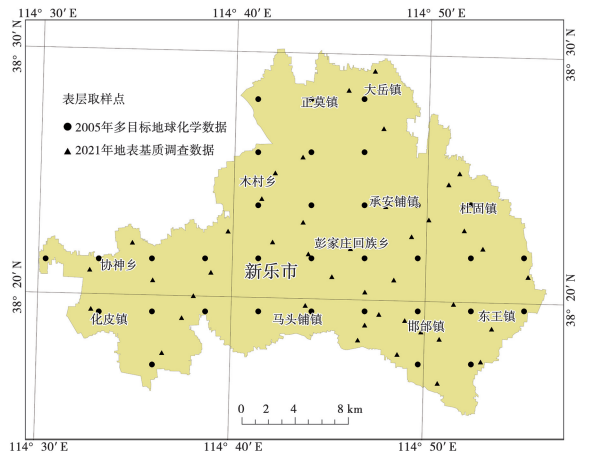 114° 30′ E
114° 40′ E
114° 50′ E
38° 30′ N
38° 30′ N
表层取样点
2005年多目标地球化学数据
2021年地表基质调查数据
大岳镇
正莫镇
木村乡
承安铺镇
杜固镇
彭家庄回族乡
协神乡
新乐市
38° 20′ N
38° 20′ N
化皮镇
马头铺镇
邯邰镇
东王镇
0 2 4 8 km
114° 30′ E
114° 40′ E
114° 50′ E